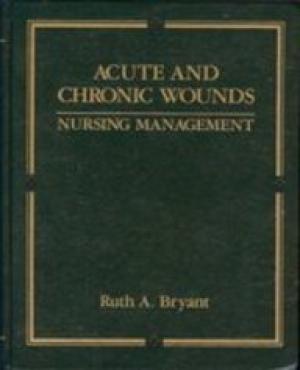 ACUTE AND
CHRONIC WOUNDS
NURSING MANAGEMENT
Ruth A. Bryant